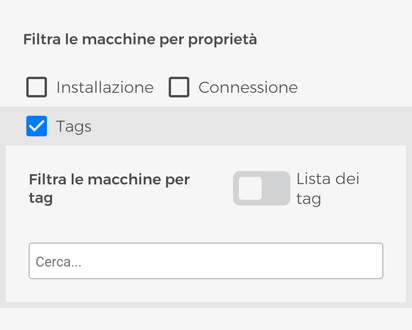 Filtra le macchine per proprietà
Installazione Connessione
Tags
Filtra le macchine per
tag
Lista dei
tag
Cerca...